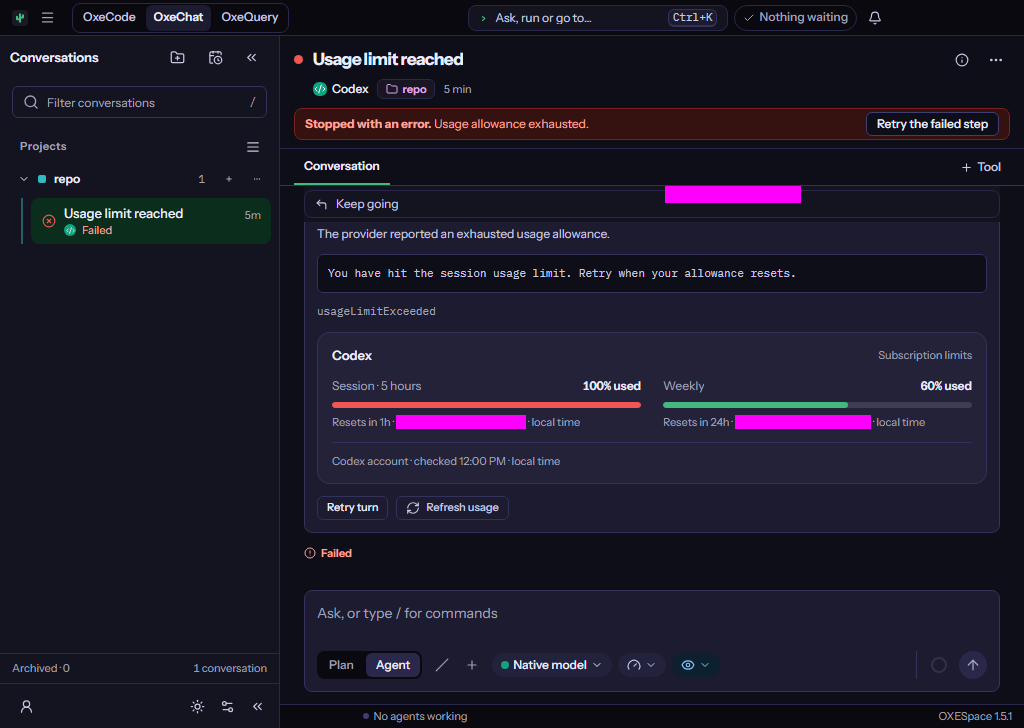 OxeCode OxeChat OxeQuery
Ask, run or go to... Ctrl+K
Nothing waiting
Conversations
Filter conversations /
Projects
repo 1
Usage limit reached 5m
Failed
Archived · 0 1 conversation
Usage limit reached
Codex repo 5 min
Stopped with an error. Usage allowance exhausted.
Retry the failed step
Conversation
Tool
Keep going
The provider reported an exhausted usage allowance.
You have hit the session usage limit. Retry when your allowance resets.
usageLimitExceeded
Codex Subscription limits
Session · 5 hours 100% used
Resets in 1h · · local time
Weekly 60% used
Resets in 24h · · local time
Codex account · checked 12:00 PM · local time
Retry turn Refresh usage
Failed
Ask, or type / for commands
Plan Agent Native model
No agents working
OXESpace 1.5.1